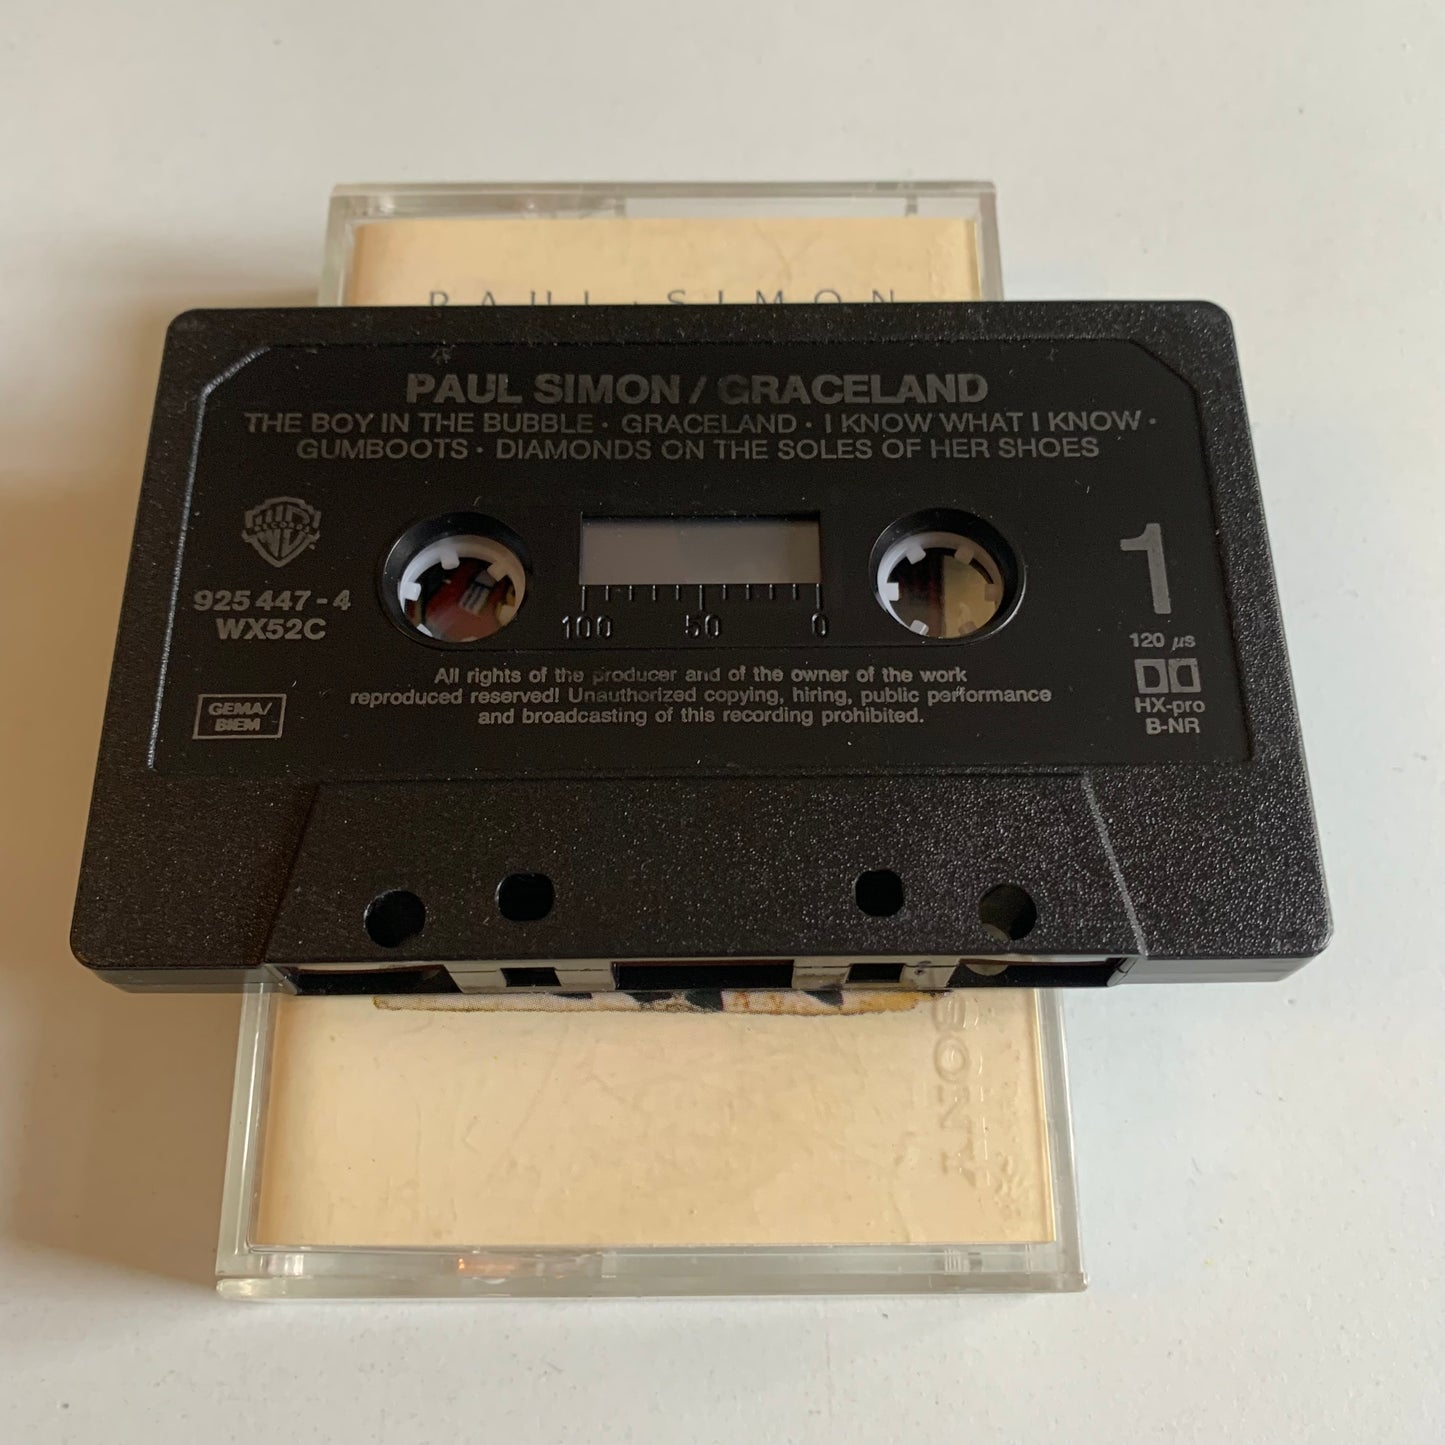 PAUL SIMON
PAUL SIMON / GRACELAND
THE BOY IN THE BUBBLE · GRACELAND · I KNOW WHAT I KNOW ·
GUMBOOTS · DIAMONDS ON THE SOLES OF HER SHOES
RECORDS
925 447 - 4
WX52C
GEMA/
BIEM
100 50 0
1
120 µs
HX-pro
B-NR
All rights of the producer and of the owner of the work
reproduced reserved! Unauthorized copying, hiring, public performance
and broadcasting of this recording prohibited.
SONY